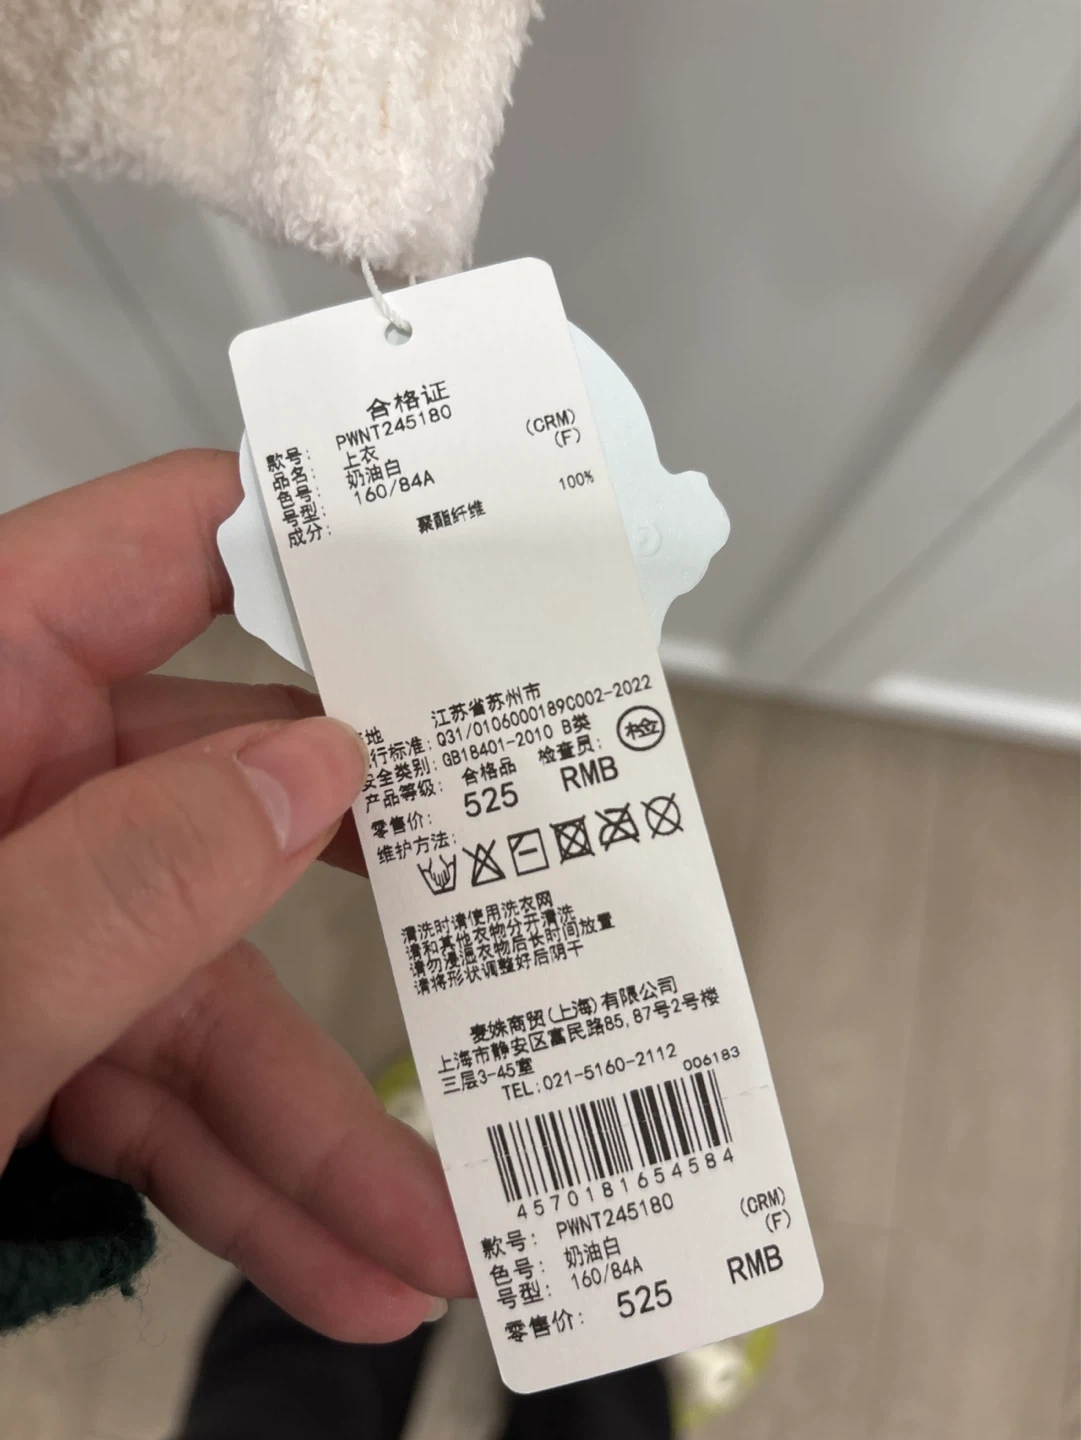 合格证
款号: PWNT245180
品名: 上衣 (CRM)
色号: 奶油白 (F)
号型: 160/84A
成分: 100%
聚酯纤维
地 江苏省苏州市
行标准: Q31/0106000189C002-2022
安全类别: GB18401-2010 B类
产品等级: 合格品 检查员: 检
零售价: 525 RMB
维护方法:
清洗时请使用洗衣网
请和其他衣物分开清洗
请勿浸泡衣物后长时间放置
请将形状调整好后阴干
麦姝商贸(上海)有限公司
上海市静安区富民路85,87号2号楼
三层3-45室
TEL:021-5160-2112
006183
4570181654584
款号: PWNT245180
色号: 奶油白 (CRM)
号型: 160/84A (F)
零售价: 525 RMB